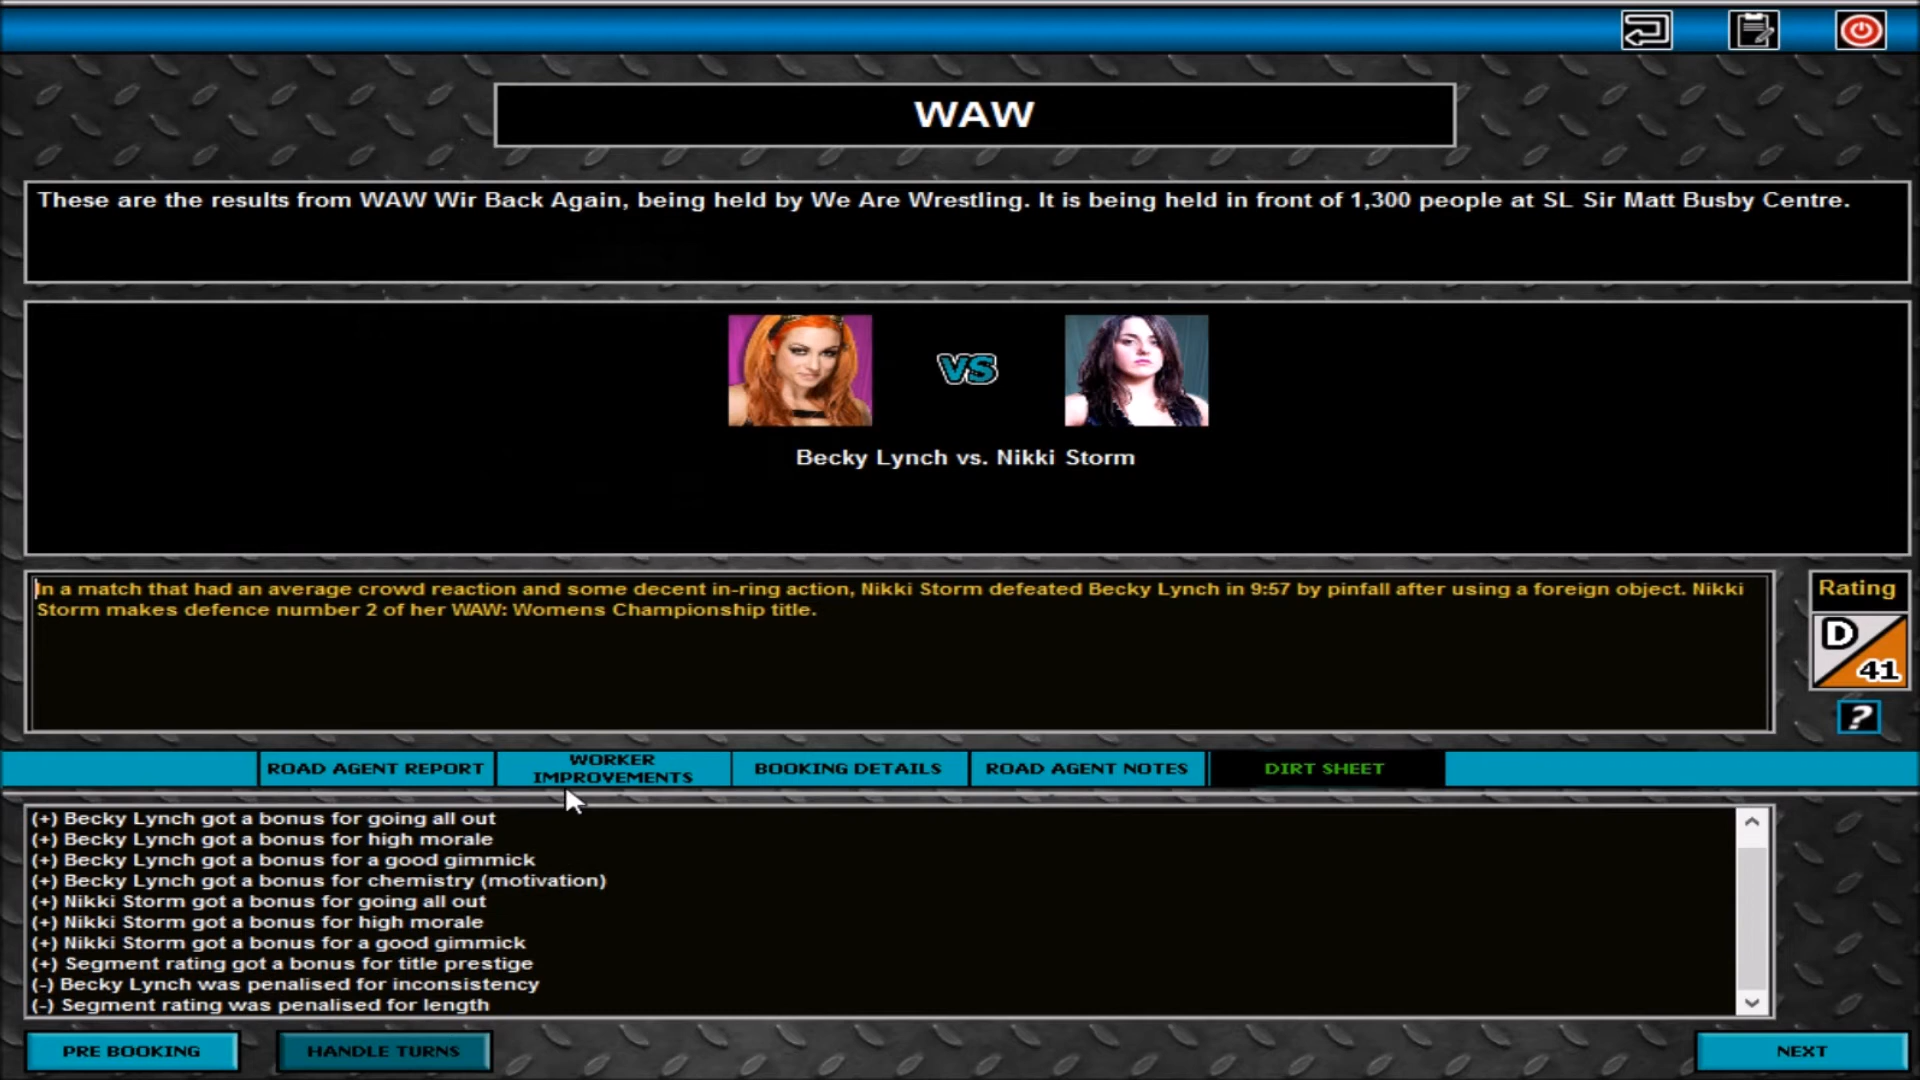 WAW
These are the results from WAW Wir Back Again, being held by We Are Wrestling. It is being held in front of 1,300 people at SL Sir Matt Busby Centre.
VS
Becky Lynch vs. Nikki Storm
In a match that had an average crowd reaction and some decent in-ring action, Nikki Storm defeated Becky Lynch in 9:57 by pinfall after using a foreign object. Nikki
Storm makes defence number 2 of her WAW: Womens Championship title.
Rating
D
41
?
ROAD AGENT REPORT
WORKER
IMPROVEMENTS
BOOKING DETAILS
ROAD AGENT NOTES
DIRT SHEET
(+) Becky Lynch got a bonus for going all out
(+) Becky Lynch got a bonus for high morale
(+) Becky Lynch got a bonus for a good gimmick
(+) Becky Lynch got a bonus for chemistry (motivation)
(+) Nikki Storm got a bonus for going all out
(+) Nikki Storm got a bonus for high morale
(+) Nikki Storm got a bonus for a good gimmick
(+) Segment rating got a bonus for title prestige
(-) Becky Lynch was penalised for inconsistency
(-) Segment rating was penalised for length
PRE BOOKING
HANDLE TURNS
NEXT